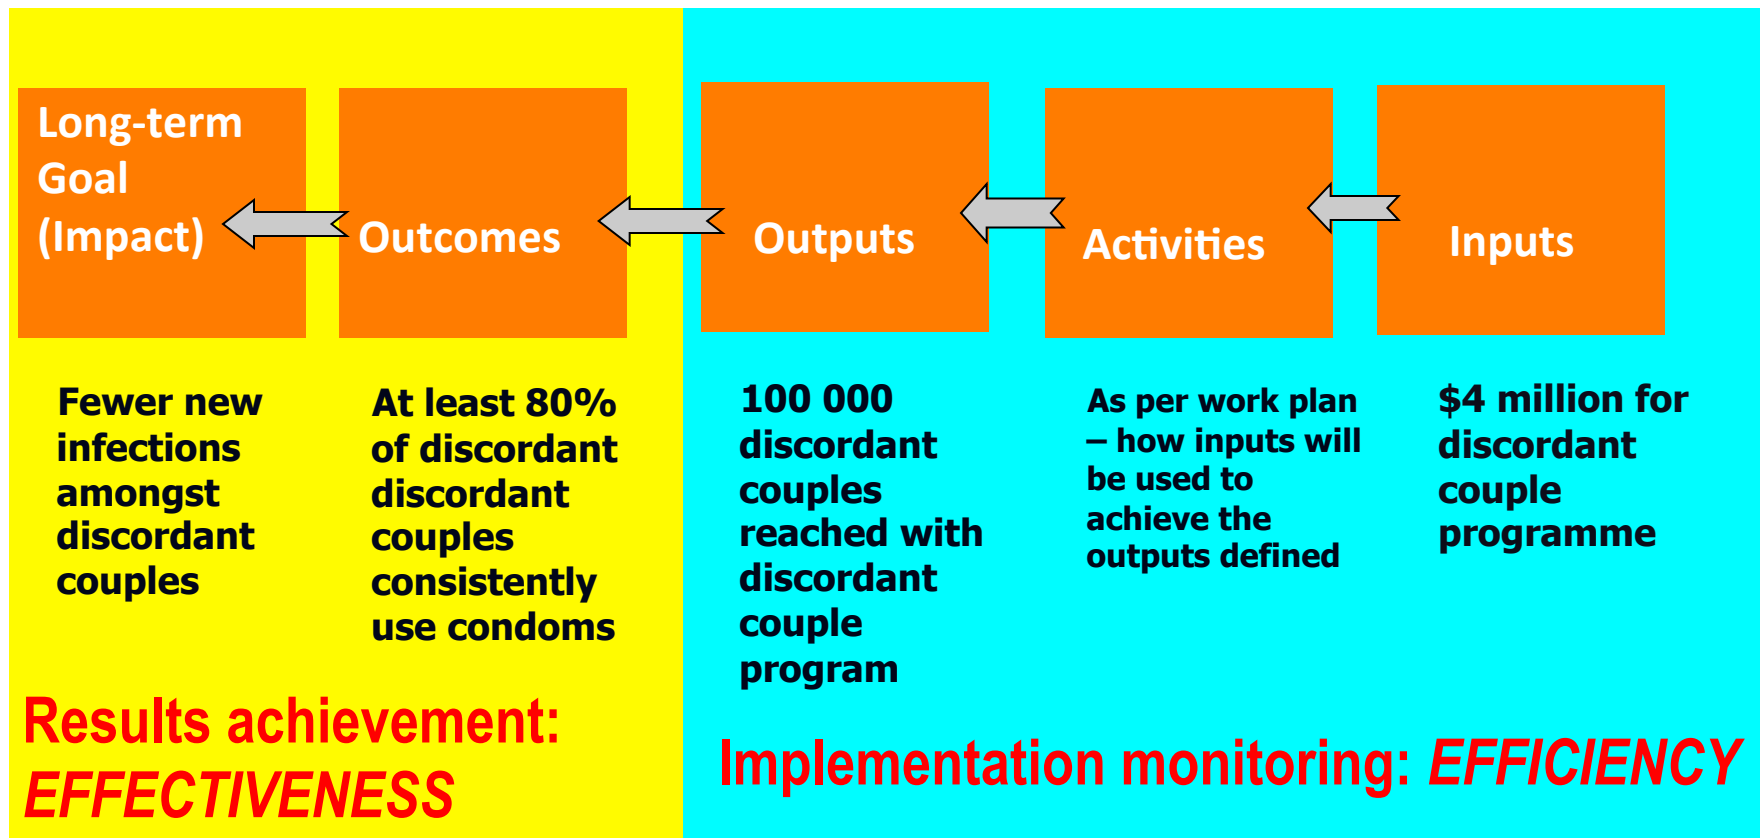 Long-term
Goal
(Impact)
Outcomes
Outputs
Activities
Inputs
Fewer new
infections
amongst
discordant
couples
At least 80%
of discordant
discordant
couples
consistently
use condoms
100 000
discordant
couples
reached with
discordant
couple
program
As per work plan
– how inputs will
be used to
achieve the
outputs defined
$4 million for
discordant
couple
programme
Results achievement:
EFFECTIVENESS
Implementation monitoring: EFFICIENCY